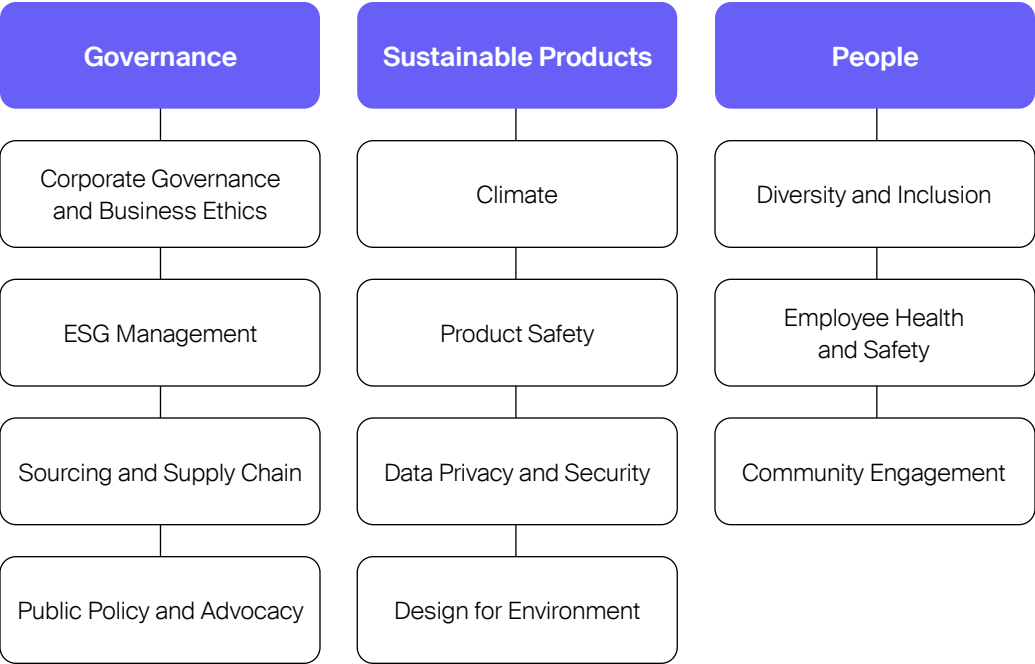 Governance
Corporate Governance
and Business Ethics
ESG Management
Sourcing and Supply Chain
Public Policy and Advocacy
Sustainable Products
Climate
Product Safety
Data Privacy and Security
Design for Environment
People
Diversity and Inclusion
Employee Health
and Safety
Community Engagement